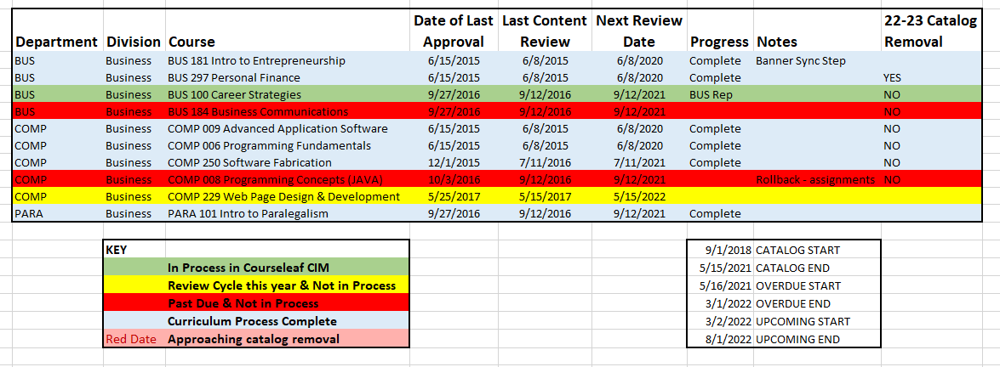 Department Division Course Date of Last Approval Last Content Review Next Review Date Progress Notes 22-23 Catalog Removal
BUS Business BUS 181 Intro to Entrepreneurship 6/15/2015 6/8/2015 6/8/2020 Complete Banner Sync Step
BUS Business BUS 297 Personal Finance 6/15/2015 6/8/2015 6/8/2020 Complete YES
BUS Business BUS 100 Career Strategies 9/27/2016 9/12/2016 9/12/2021 BUS Rep NO
BUS Business BUS 184 Business Communications 9/27/2016 9/12/2016 9/12/2021 NO
COMP Business COMP 009 Advanced Application Software 6/15/2015 6/8/2015 6/8/2020 Complete NO
COMP Business COMP 006 Programming Fundamentals 6/15/2015 6/8/2015 6/8/2020 Complete NO
COMP Business COMP 250 Software Fabrication 12/1/2015 7/11/2016 7/11/2021 Complete NO
COMP Business COMP 008 Programming Concepts (JAVA) 10/3/2016 9/12/2016 9/12/2021 Rollback - assignments NO
COMP Business COMP 229 Web Page Design & Development 5/25/2017 5/15/2017 5/15/2022
PARA Business PARA 101 Intro to Paralegalism 9/27/2016 9/12/2016 9/12/2021 Complete
KEY
In Process in Courseleaf CIM
Review Cycle this year & Not in Process
Past Due & Not in Process
Curriculum Process Complete
Red Date Approaching catalog removal
9/1/2018 CATALOG START
5/15/2021 CATALOG END
5/16/2021 OVERDUE START
3/1/2022 OVERDUE END
3/2/2022 UPCOMING START
8/1/2022 UPCOMING END